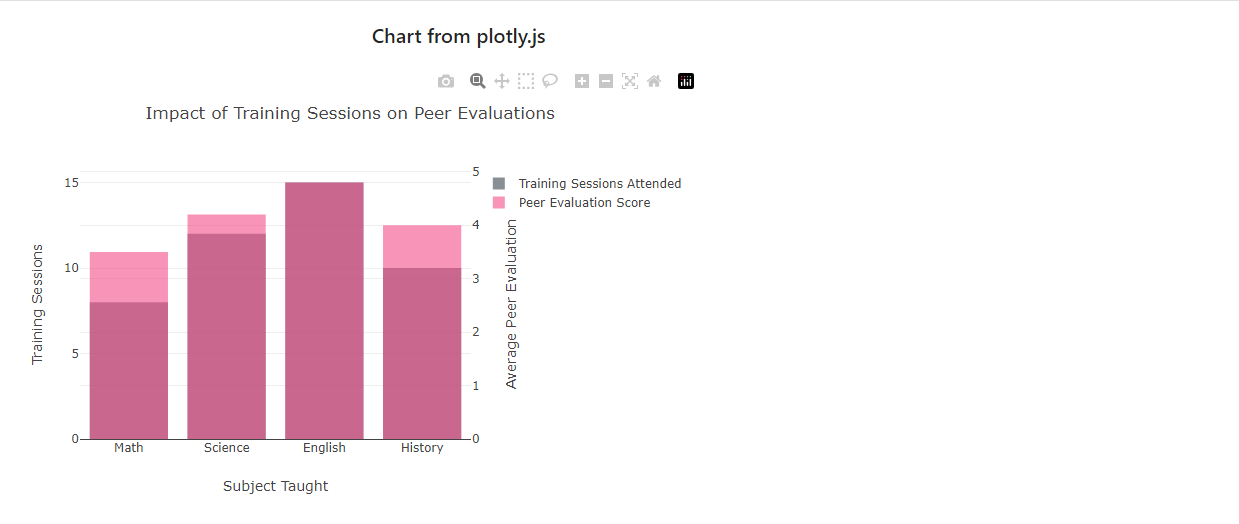 Chart from plotly.js
Impact of Training Sessions on Peer Evaluations
15
10
5
0
Training Sessions
5
4
3
2
1
0
Average Peer Evaluation
Training Sessions Attended
Peer Evaluation Score
Math Science English History
Subject Taught